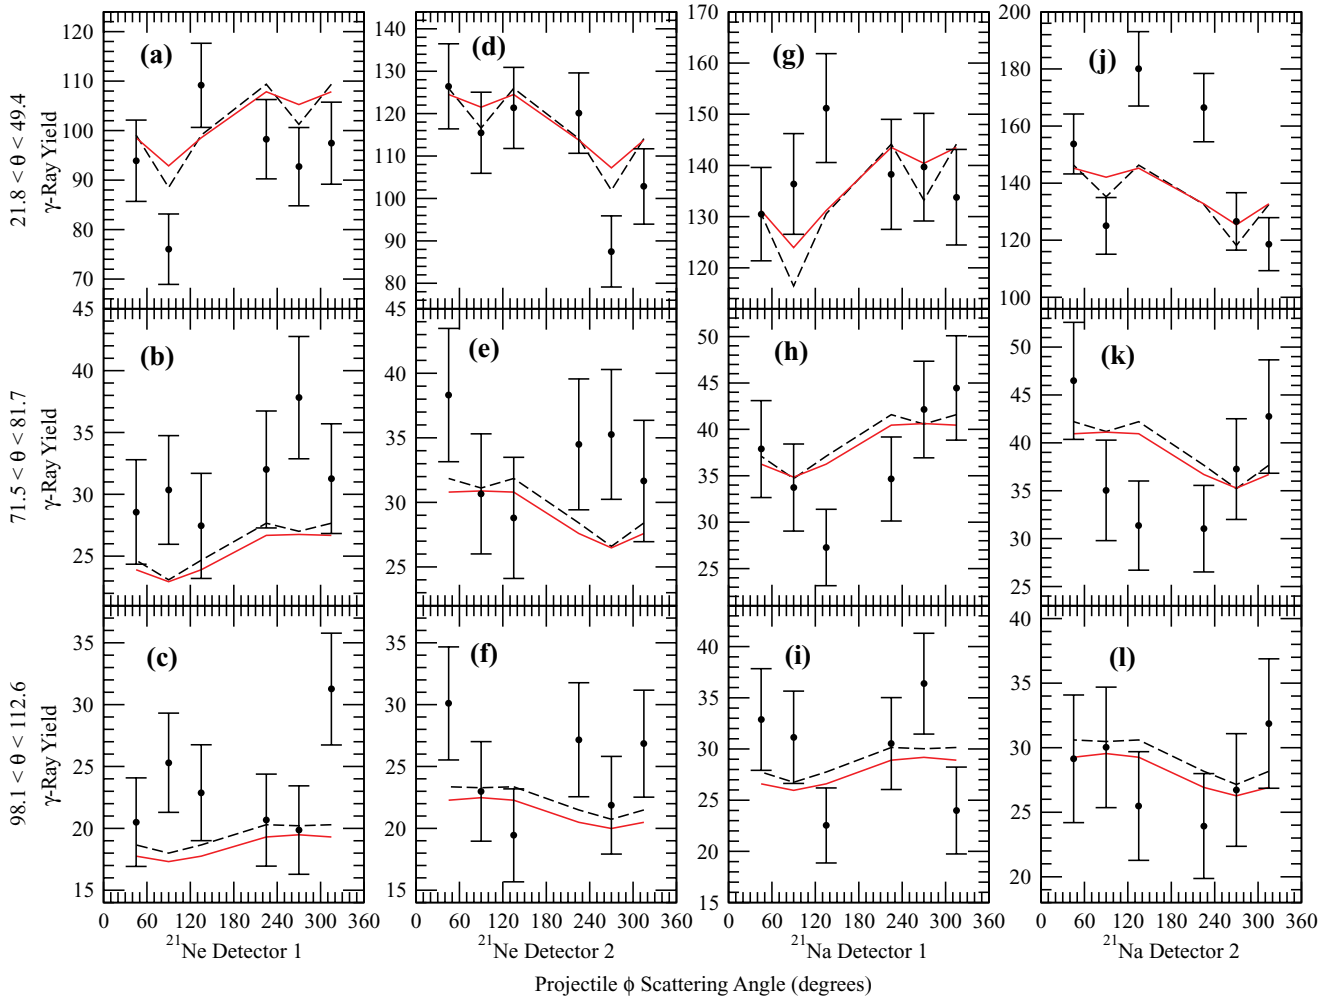 21.8 < θ < 49.4
γ-Ray Yield
120
110
100
90
80
70
(a)
140
130
120
110
100
90
80
(d)
170
160
150
140
130
120
(g)
200
180
160
140
120
100
(j)
71.5 < θ < 81.7
γ-Ray Yield
45
40
35
30
25
(b)
40
35
30
25
(e)
50
45
40
35
30
25
(h)
50
45
40
35
30
25
(k)
98.1 < θ < 112.6
γ-Ray Yield
35
30
25
20
15
(c)
35
30
25
20
15
(f)
40
35
30
25
20
15
(i)
35
30
25
20
(l)
0 60 120 180 240 300 360
0 60 120 180 240 300 360
0 60 120 180 240 300 360
0 60 120 180 240 300 360
²¹Ne Detector 1
²¹Ne Detector 2
²¹Na Detector 1
²¹Na Detector 2
Projectile ϕ Scattering Angle (degrees)